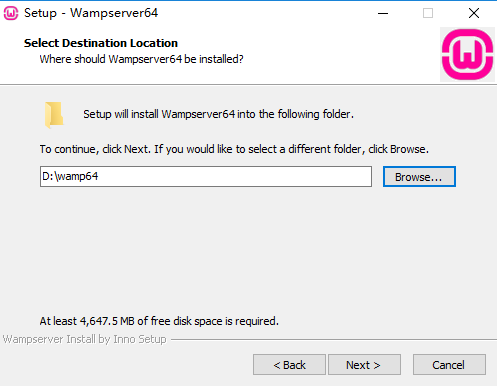 Setup - Wampserver64
Select Destination Location
Where should Wampserver64 be installed?
Setup will install Wampserver64 into the following folder.
To continue, click Next. If you would like to select a different folder, click Browse.
D:\wamp64
Browse...
At least 4,647.5 MB of free disk space is required.
Wampserver Install by Inno Setup
< Back
Next >
Cancel